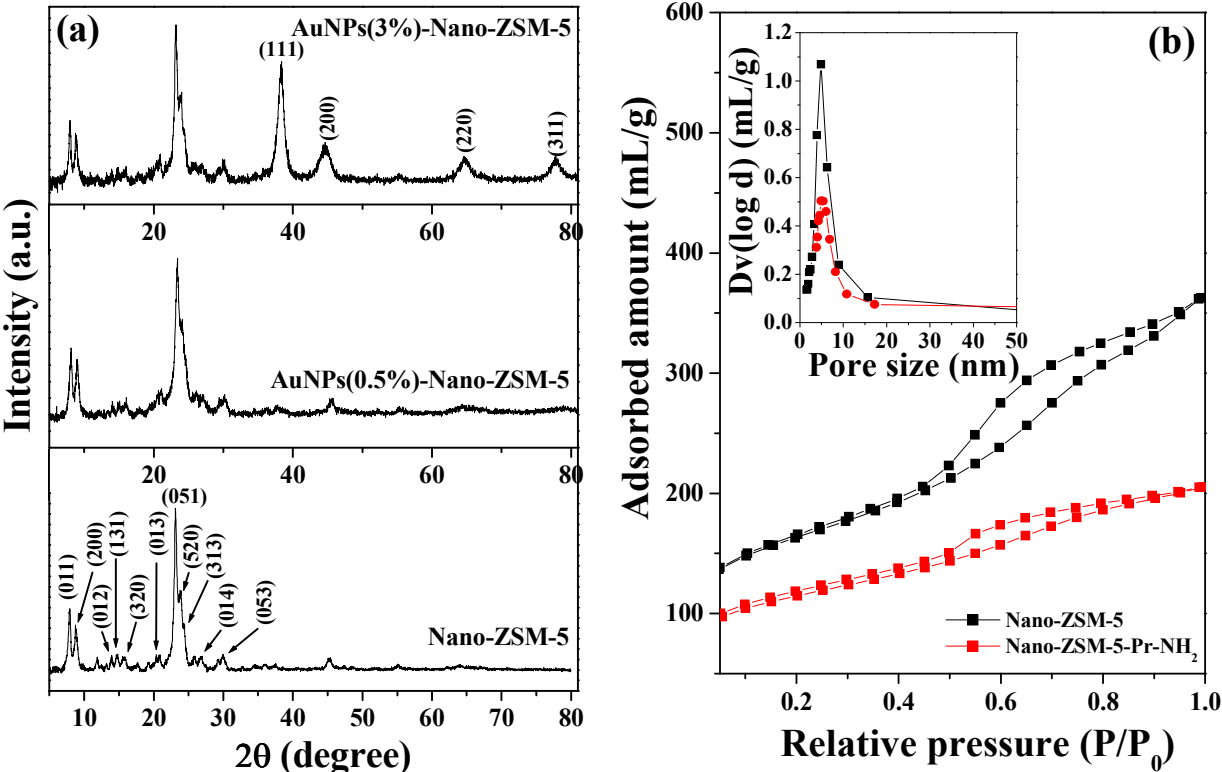 (a)
AuNPs(3%)-Nano-ZSM-5
(111)
(200)
(220)
(311)
20 40 60 80
AuNPs(0.5%)-Nano-ZSM-5
20 40 60 80
(051)
(011)
(200)
(012)
(131)
(320)
(013)
(520)
(313)
(014)
(053)
Nano-ZSM-5
10 20 30 40 50 60 70 80
Intensity (a.u.)
2θ (degree)
(b)
600
500
400
300
200
100
Adsorbed amount (mL/g)
1.2
1.0
0.8
0.6
0.4
0.2
0.0
Dv(log d) (mL/g)
0 10 20 30 40 50
Pore size (nm)
Nano-ZSM-5
Nano-ZSM-5-Pr-NH₂
0.2 0.4 0.6 0.8 1.0
Relative pressure (P/P₀)